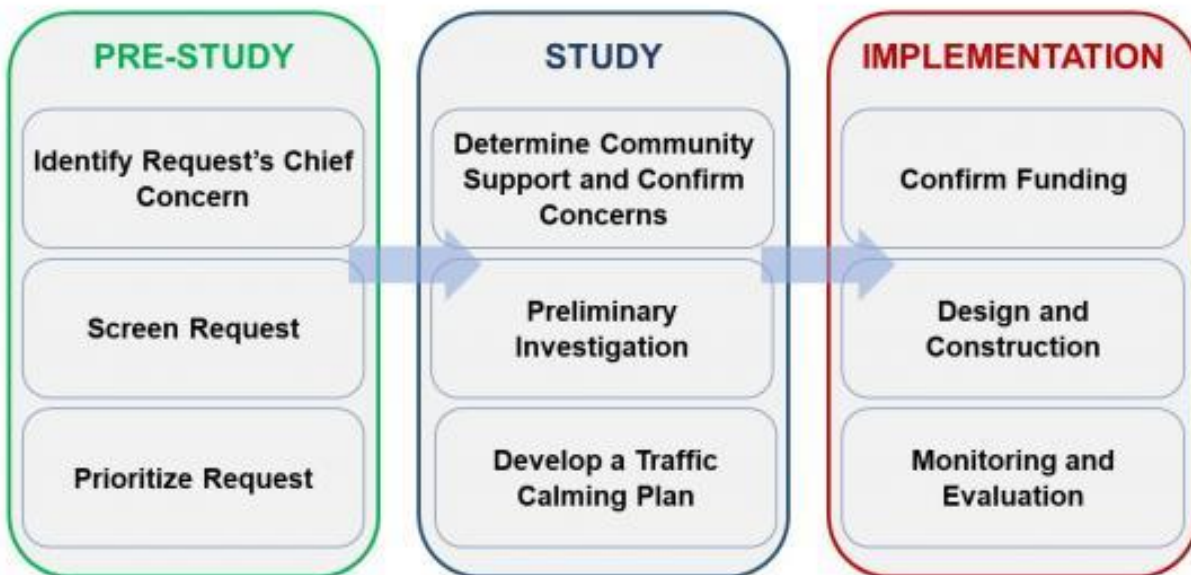 PRE-STUDY
Identify Request's Chief
Concern
Screen Request
Prioritize Request
STUDY
Determine Community
Support and Confirm
Concerns
Preliminary
Investigation
Develop a Traffic
Calming Plan
IMPLEMENTATION
Confirm Funding
Design and
Construction
Monitoring and
Evaluation